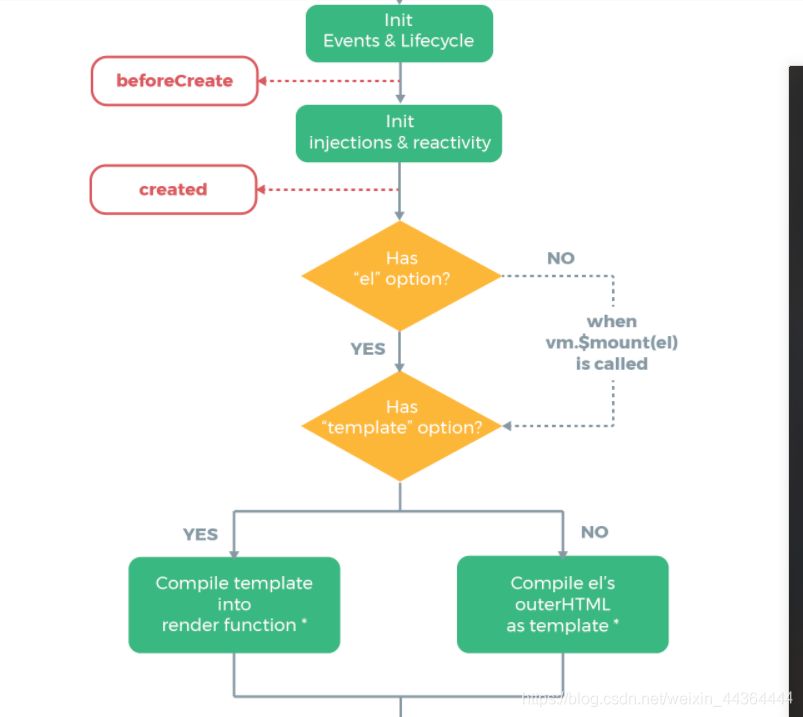 Init
Events & Lifecycle
beforeCreate
Init
injections & reactivity
created
Has
“el” option?
NO
when
vm.$mount(el)
is called
YES
Has
“template” option?
YES
NO
Compile template
into
render function *
Compile el’s
outerHTML
as template *
https://blog.csdn.net/weixin_44364444